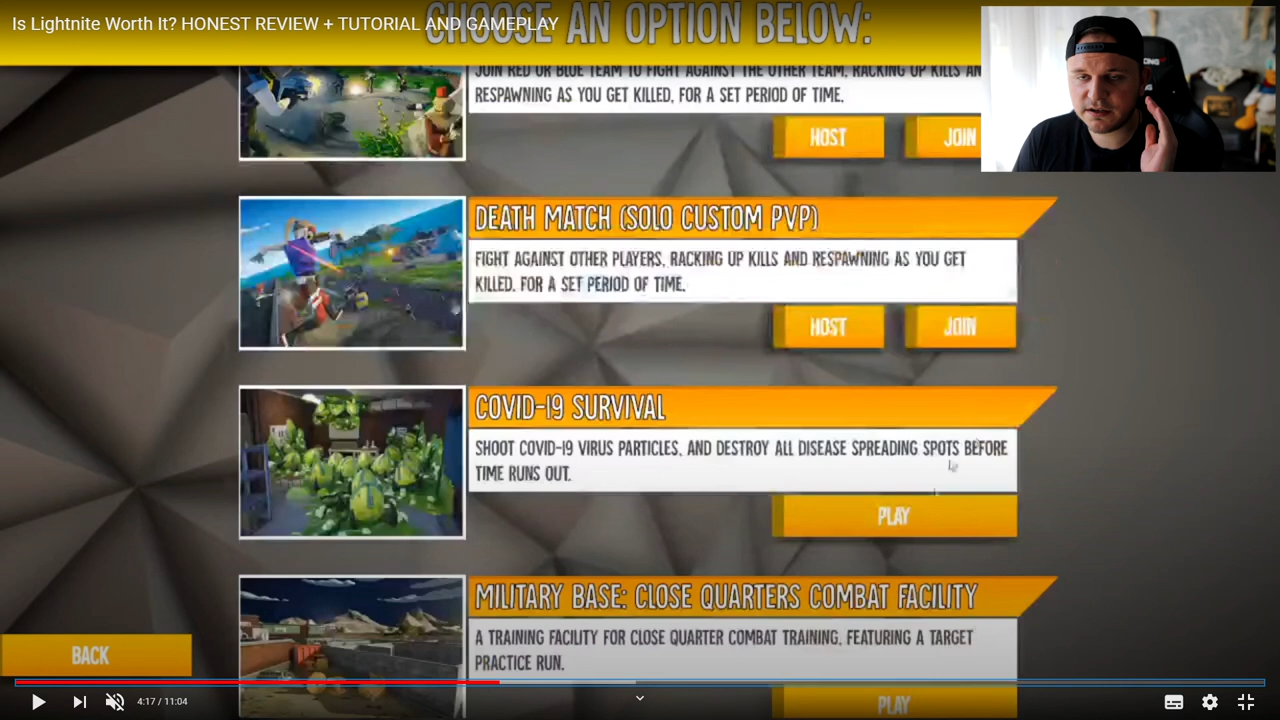 Is Lightnite Worth It? HONEST REVIEW + TUTORIAL AND GAMEPLAY
CHOOSE AN OPTION BELOW:
JOIN RED OR BLUE TEAM TO FIGHT AGAINST THE OTHER TEAM, RACKING UP KILLS
RESPAWNING AS YOU GET KILLED, FOR A SET PERIOD OF TIME.
HOST
JOIN
DEATH MATCH (SOLO CUSTOM PVP)
FIGHT AGAINST OTHER PLAYERS, RACKING UP KILLS AND RESPAWNING AS YOU GET
KILLED, FOR A SET PERIOD OF TIME.
HOST
JOIN
COVID-19 SURVIVAL
SHOOT COVID-19 VIRUS PARTICLES, AND DESTROY ALL DISEASE SPREADING SPOTS BEFORE
TIME RUNS OUT.
PLAY
MILITARY BASE: CLOSE QUARTERS COMBAT FACILITY
A TRAINING FACILITY FOR CLOSE QUARTER COMBAT TRAINING, FEATURING A TARGET
PRACTICE RUN.
PLAY
BACK
4:17 / 11:04